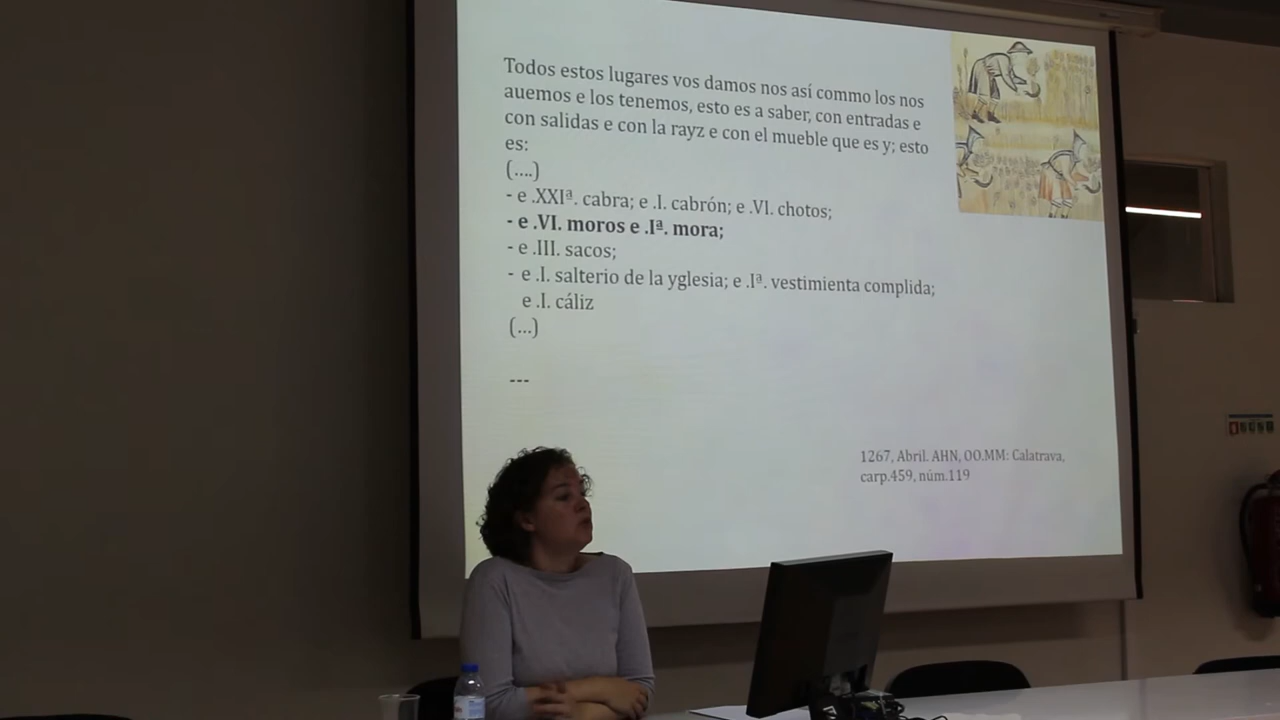 Todos estos lugares vos damos nos así commo los nos
auemos e los tenemos, esto es a saber, con entradas e
con salidas e con la rayz e con el mueble que es y; esto
es:
(....)
- e .XXIª. cabra; e .I. cabrón; e .VI. chotos;
- e .VI. moros e .Iª. mora;
- e .III. sacos;
- e .I. salterio de la yglesia; e .Iª. vestimienta complida;
e .I. cáliz
(...)
---
1267, Abril. AHN, OO.MM: Calatrava,
carp.459, núm.119